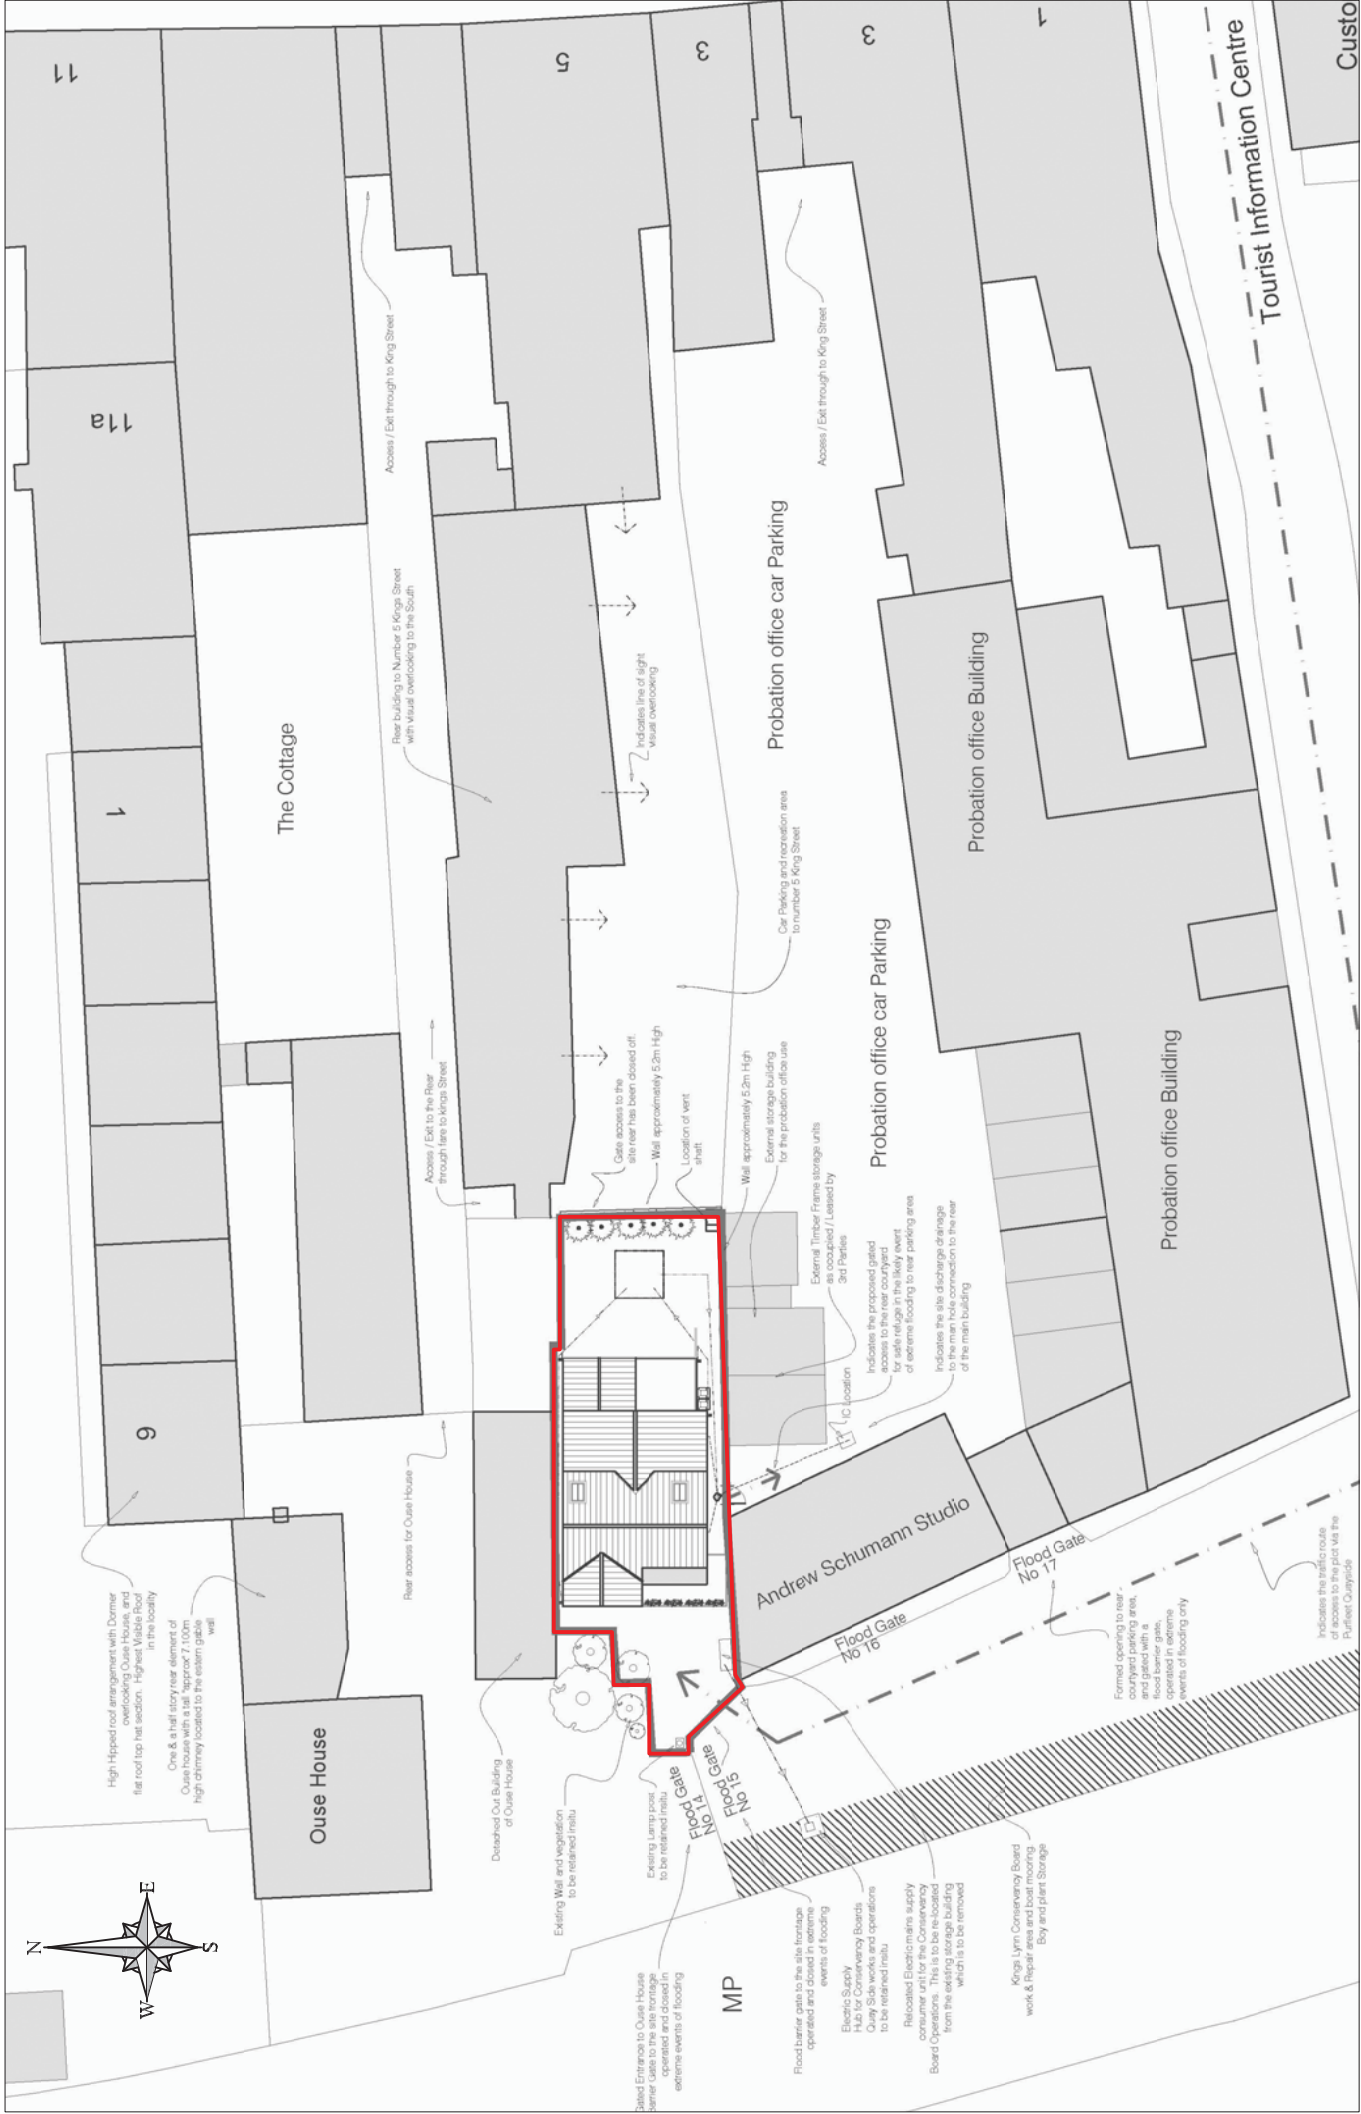 11
5
3
3
1
Custo
Tourist Information Centre
11a
Access / Exit through to King Street
Access / Exit through to King Street
Rear building to Number 5 Kings Street
with visual overlooking to the South
Indicates line of sight
visual overlooking
Probation office car Parking
Probation office Building
The Cottage
1
Car Parking and recreation area
to number 5 King Street
Probation office car Parking
Probation office Building
Access / Exit to the Rear
through fare to kings Street
Gate access to the
site rear has been closed off.
Wall approximately 5.2m High
Location of vent
shaft
Wall approximately 5.2m High
External storage building
for the probation office use
External Timber Frame storage units
as occupied / Leased by
3rd Parties
Indicates the proposed gated
access to the rear courtyard
for safe refuge in the likely event
of extreme flooding to rear parking area
Indicates the site discharge drainage
to the man hole connection to the rear
of the main building
IC Location
9
Rear access for Ouse House
High Hipped roof arrangement with Dormer
overlooking Ouse House, and
flat roof top hat section. Highest Visible Roof
in the locality
One & a half story rear element of
Ouse house with a tall "approx" 7.100m
high chimney located to the estern gable
wall
Andrew Schumann Studio
Flood Gate
No 17
Flood Gate
No 16
Formed opening to rear
courtyard parking area,
and gated with a
flood barrier gate,
operated in extreme
events of flooding only
Indicates the traffic route
of access to the plot via the
Purfleet Quayside
Ouse House
Detached Out Building
of Ouse House
Existing Wall and vegetation
to be retained insitu
Existing Lamp post
to be retained insitu
Flood Gate
No 14
Flood Gate
No 15
N
E
S
W
MP
Gated Entrance to Ouse House
Barrier Gate to the site frontage
operated and closed in
extreme events of flooding
Flood barrier gate to the site frontage
operated and closed in extreme
events of flooding
Electric Supply
Hub for Conservancy Boards
Quay Side works and operations
to be retained insitu
Relocated Electric mains supply
consumer unit for the Conservancy
Board Operations. This is to be re-located
from the existing storage building
which is to be removed
Kings Lynn Conservancy Board
work & Repair area and boat mooring.
Boy and plant Storage